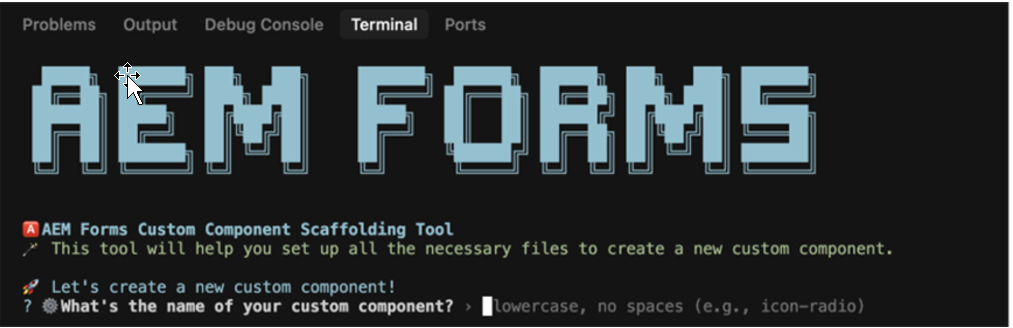 Problems Output Debug Console Terminal Ports
AEM FORMS
🅰️AEM Forms Custom Component Scaffolding Tool
This tool will help you set up all the necessary files to create a new custom component.
🚀 Let's create a new custom component!
? ⚙️What's the name of your custom component? › lowercase, no spaces (e.g., icon-radio)